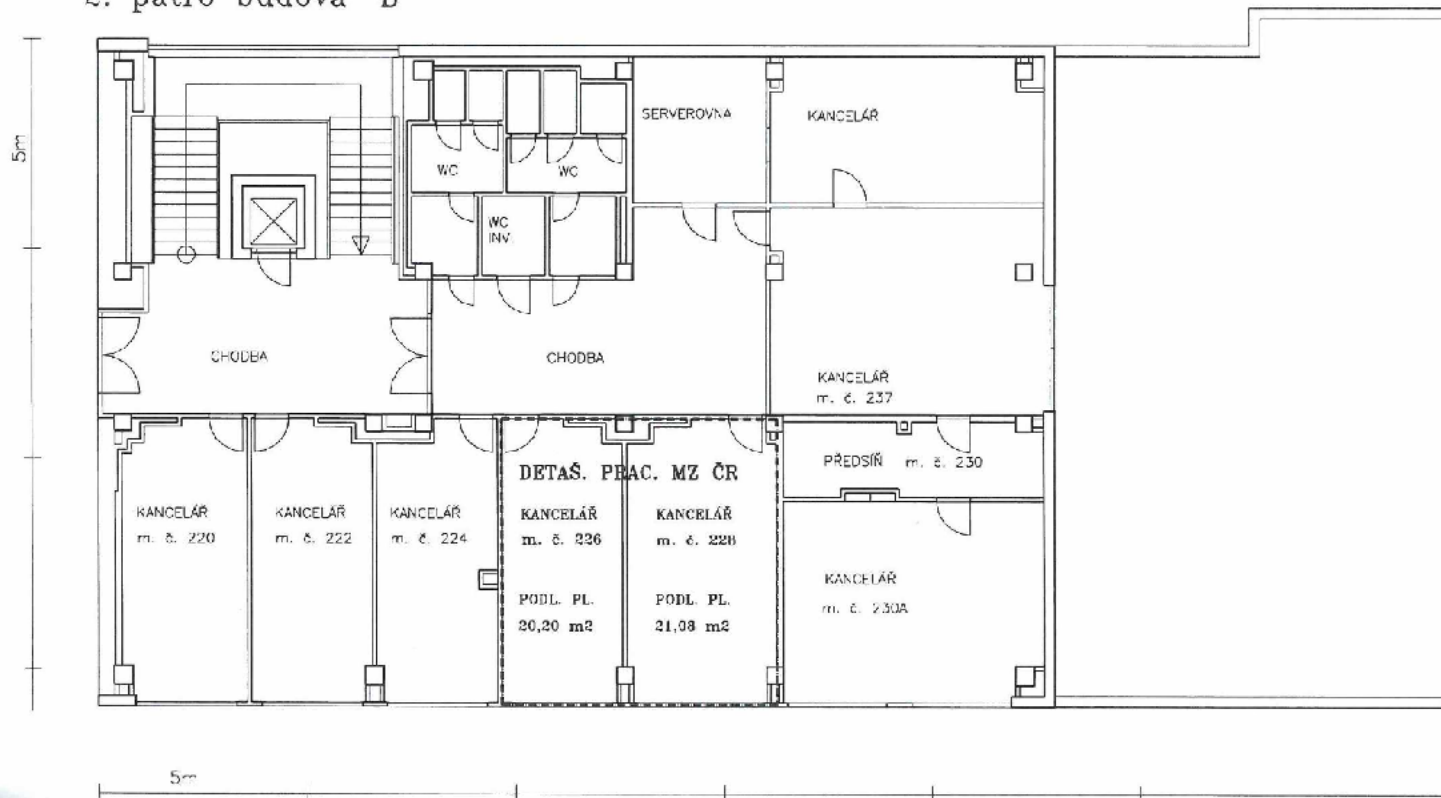 2. patro budova "B"
5m
SERVEROVNA
KANCELÁŘ
WC
WC
WC
INV.
CHODBA
CHODBA
KANCELÁŘ
m. č. 237
DETAŠ. PRAC. MZ ČR
PŘEDSÍŇ m. č. 230
KANCELÁŘ
m. č. 220
KANCELÁŘ
m. č. 222
KANCELÁŘ
m. č. 224
KANCELÁŘ
m. č. 226
KANCELÁŘ
m. č. 228
PODL. PL.
20,20 m2
PODL. PL.
21,08 m2
KANCELÁŘ
m. č. 230A
5m